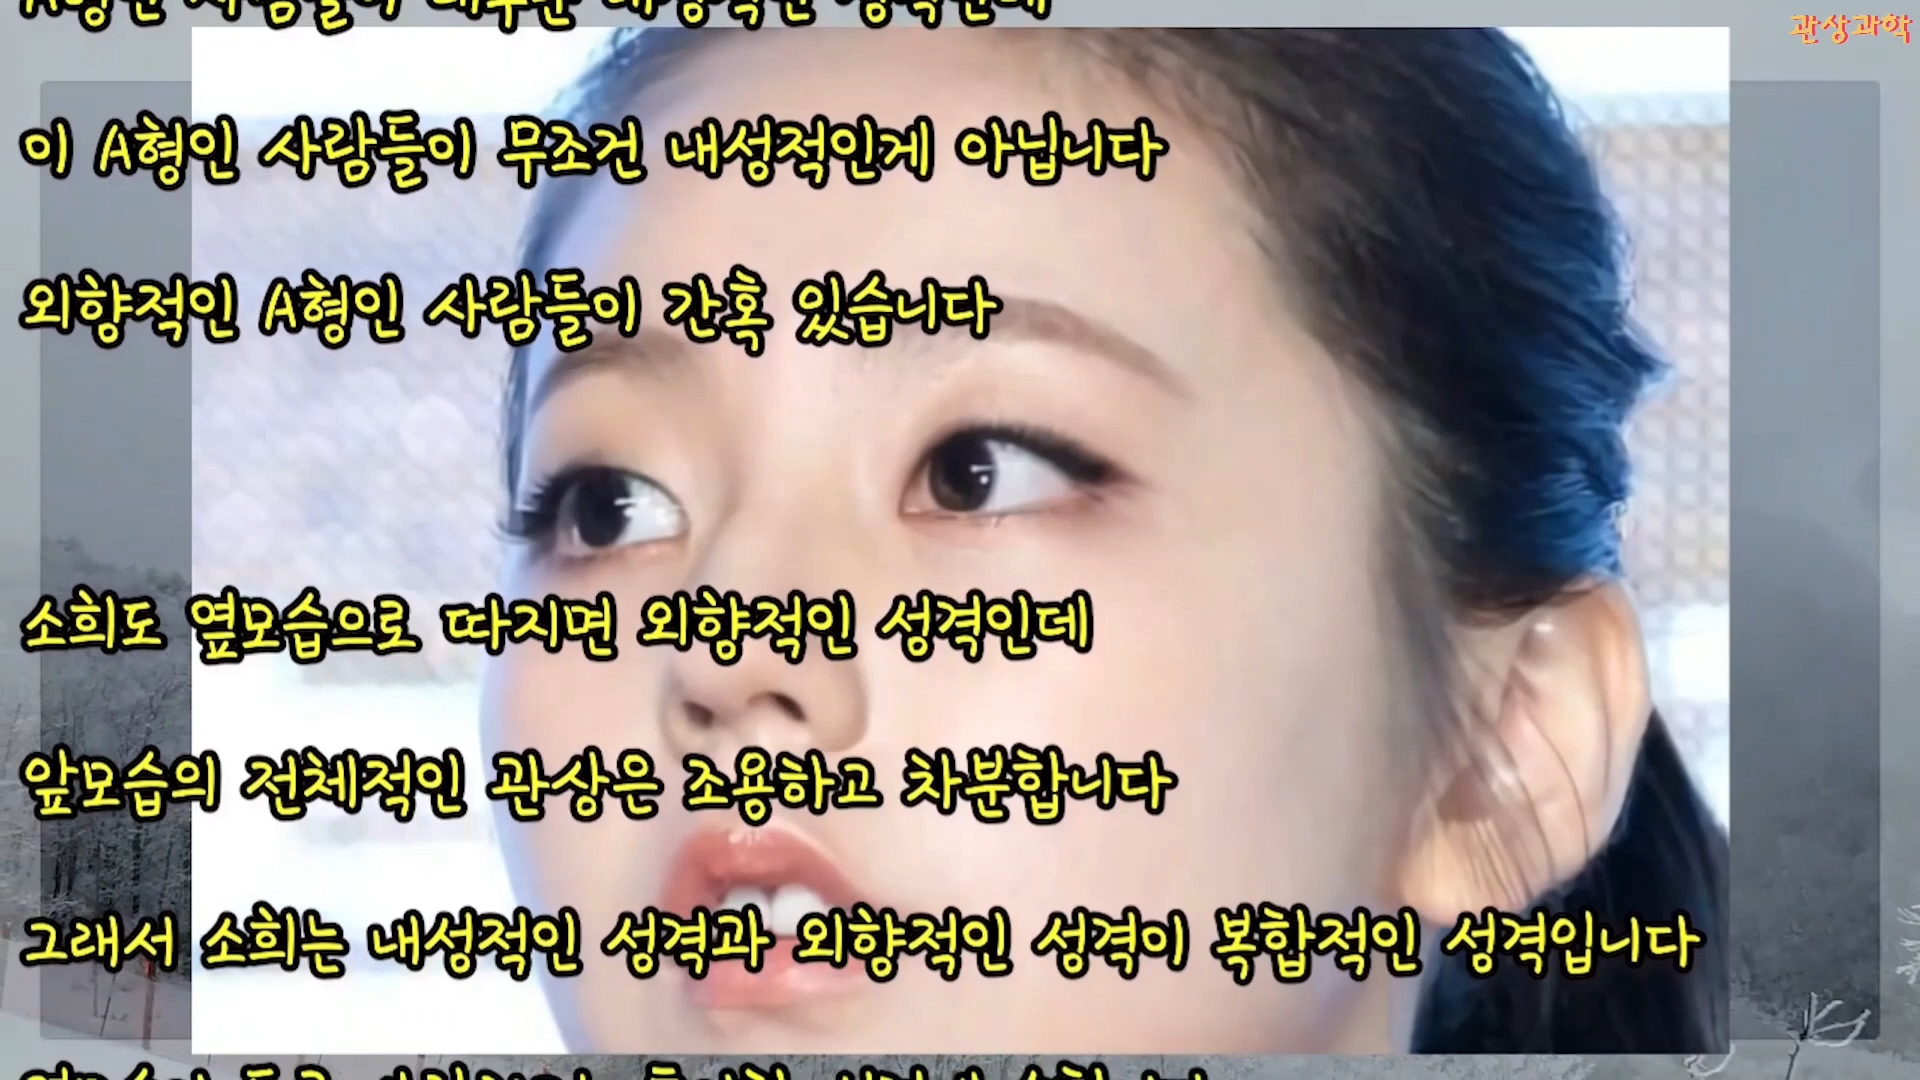 관상과학
이 A형인 사람들이 무조건 내성적인게 아닙니다
외향적인 A형인 사람들이 간혹 있습니다
소희도 옆모습으로 따지면 외향적인 성격인데
앞모습의 전체적인 관상은 조용하고 차분합니다
그래서 소희는 내성적인 성격과 외향적인 성격이 복합적인 성격입니다